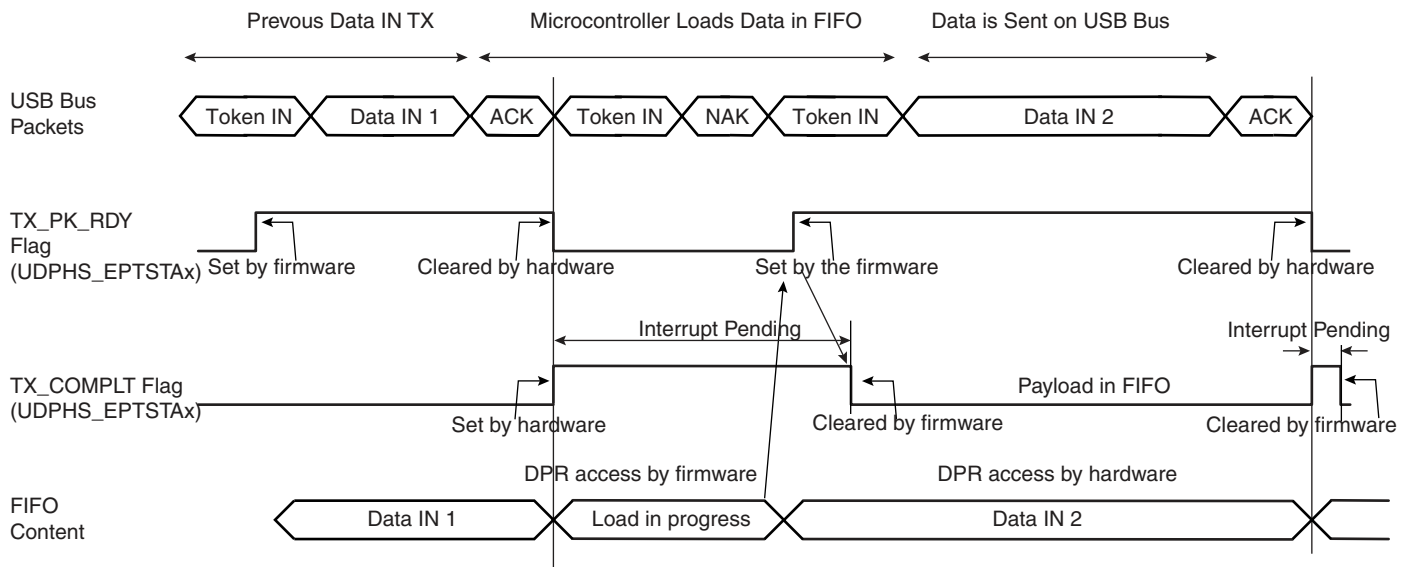 Prevous Data IN TX
Microcontroller Loads Data in FIFO
Data is Sent on USB Bus
USB Bus
Packets
Token IN
Data IN 1
ACK
Token IN
NAK
Token IN
Data IN 2
ACK
TX_PK_RDY
Flag
(UDPHS_EPTSTAx)
Set by firmware
Cleared by hardware
Set by the firmware
Cleared by hardware
Interrupt Pending
Interrupt Pending
TX_COMPLT Flag
(UDPHS_EPTSTAx)
Payload in FIFO
Set by hardware
Cleared by firmware
Cleared by firmware
DPR access by firmware
DPR access by hardware
FIFO
Content
Data IN 1
Load in progress
Data IN 2